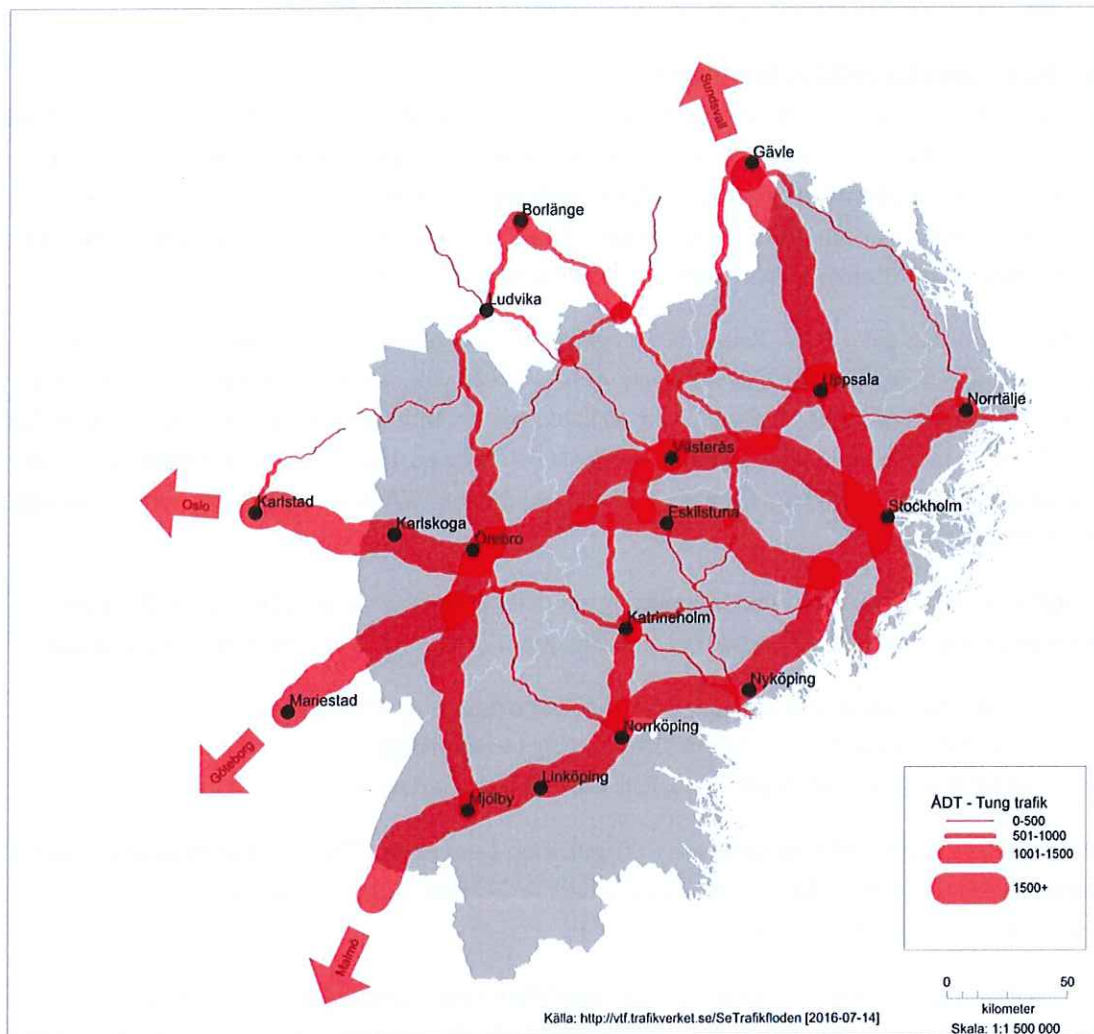 Sundsvall
Gävle
Borlänge
Ludvika
Uppsala
Norrtälje
Västerås
Oslo
Karlstad
Karlskoga
Örebro
Eskilstuna
Stockholm
Katrineholm
Nyköping
Mariestad
Göteborg
Norrköping
Linköping
Mjölby
Malmö
ÅDT - Tung trafik
0-500
501-1000
1001-1500
1500+
0 50
kilometer
Skala: 1:1 500 000
Källa: http://vtf.trafikverket.se/SeTrafikfloden [2016-07-14]